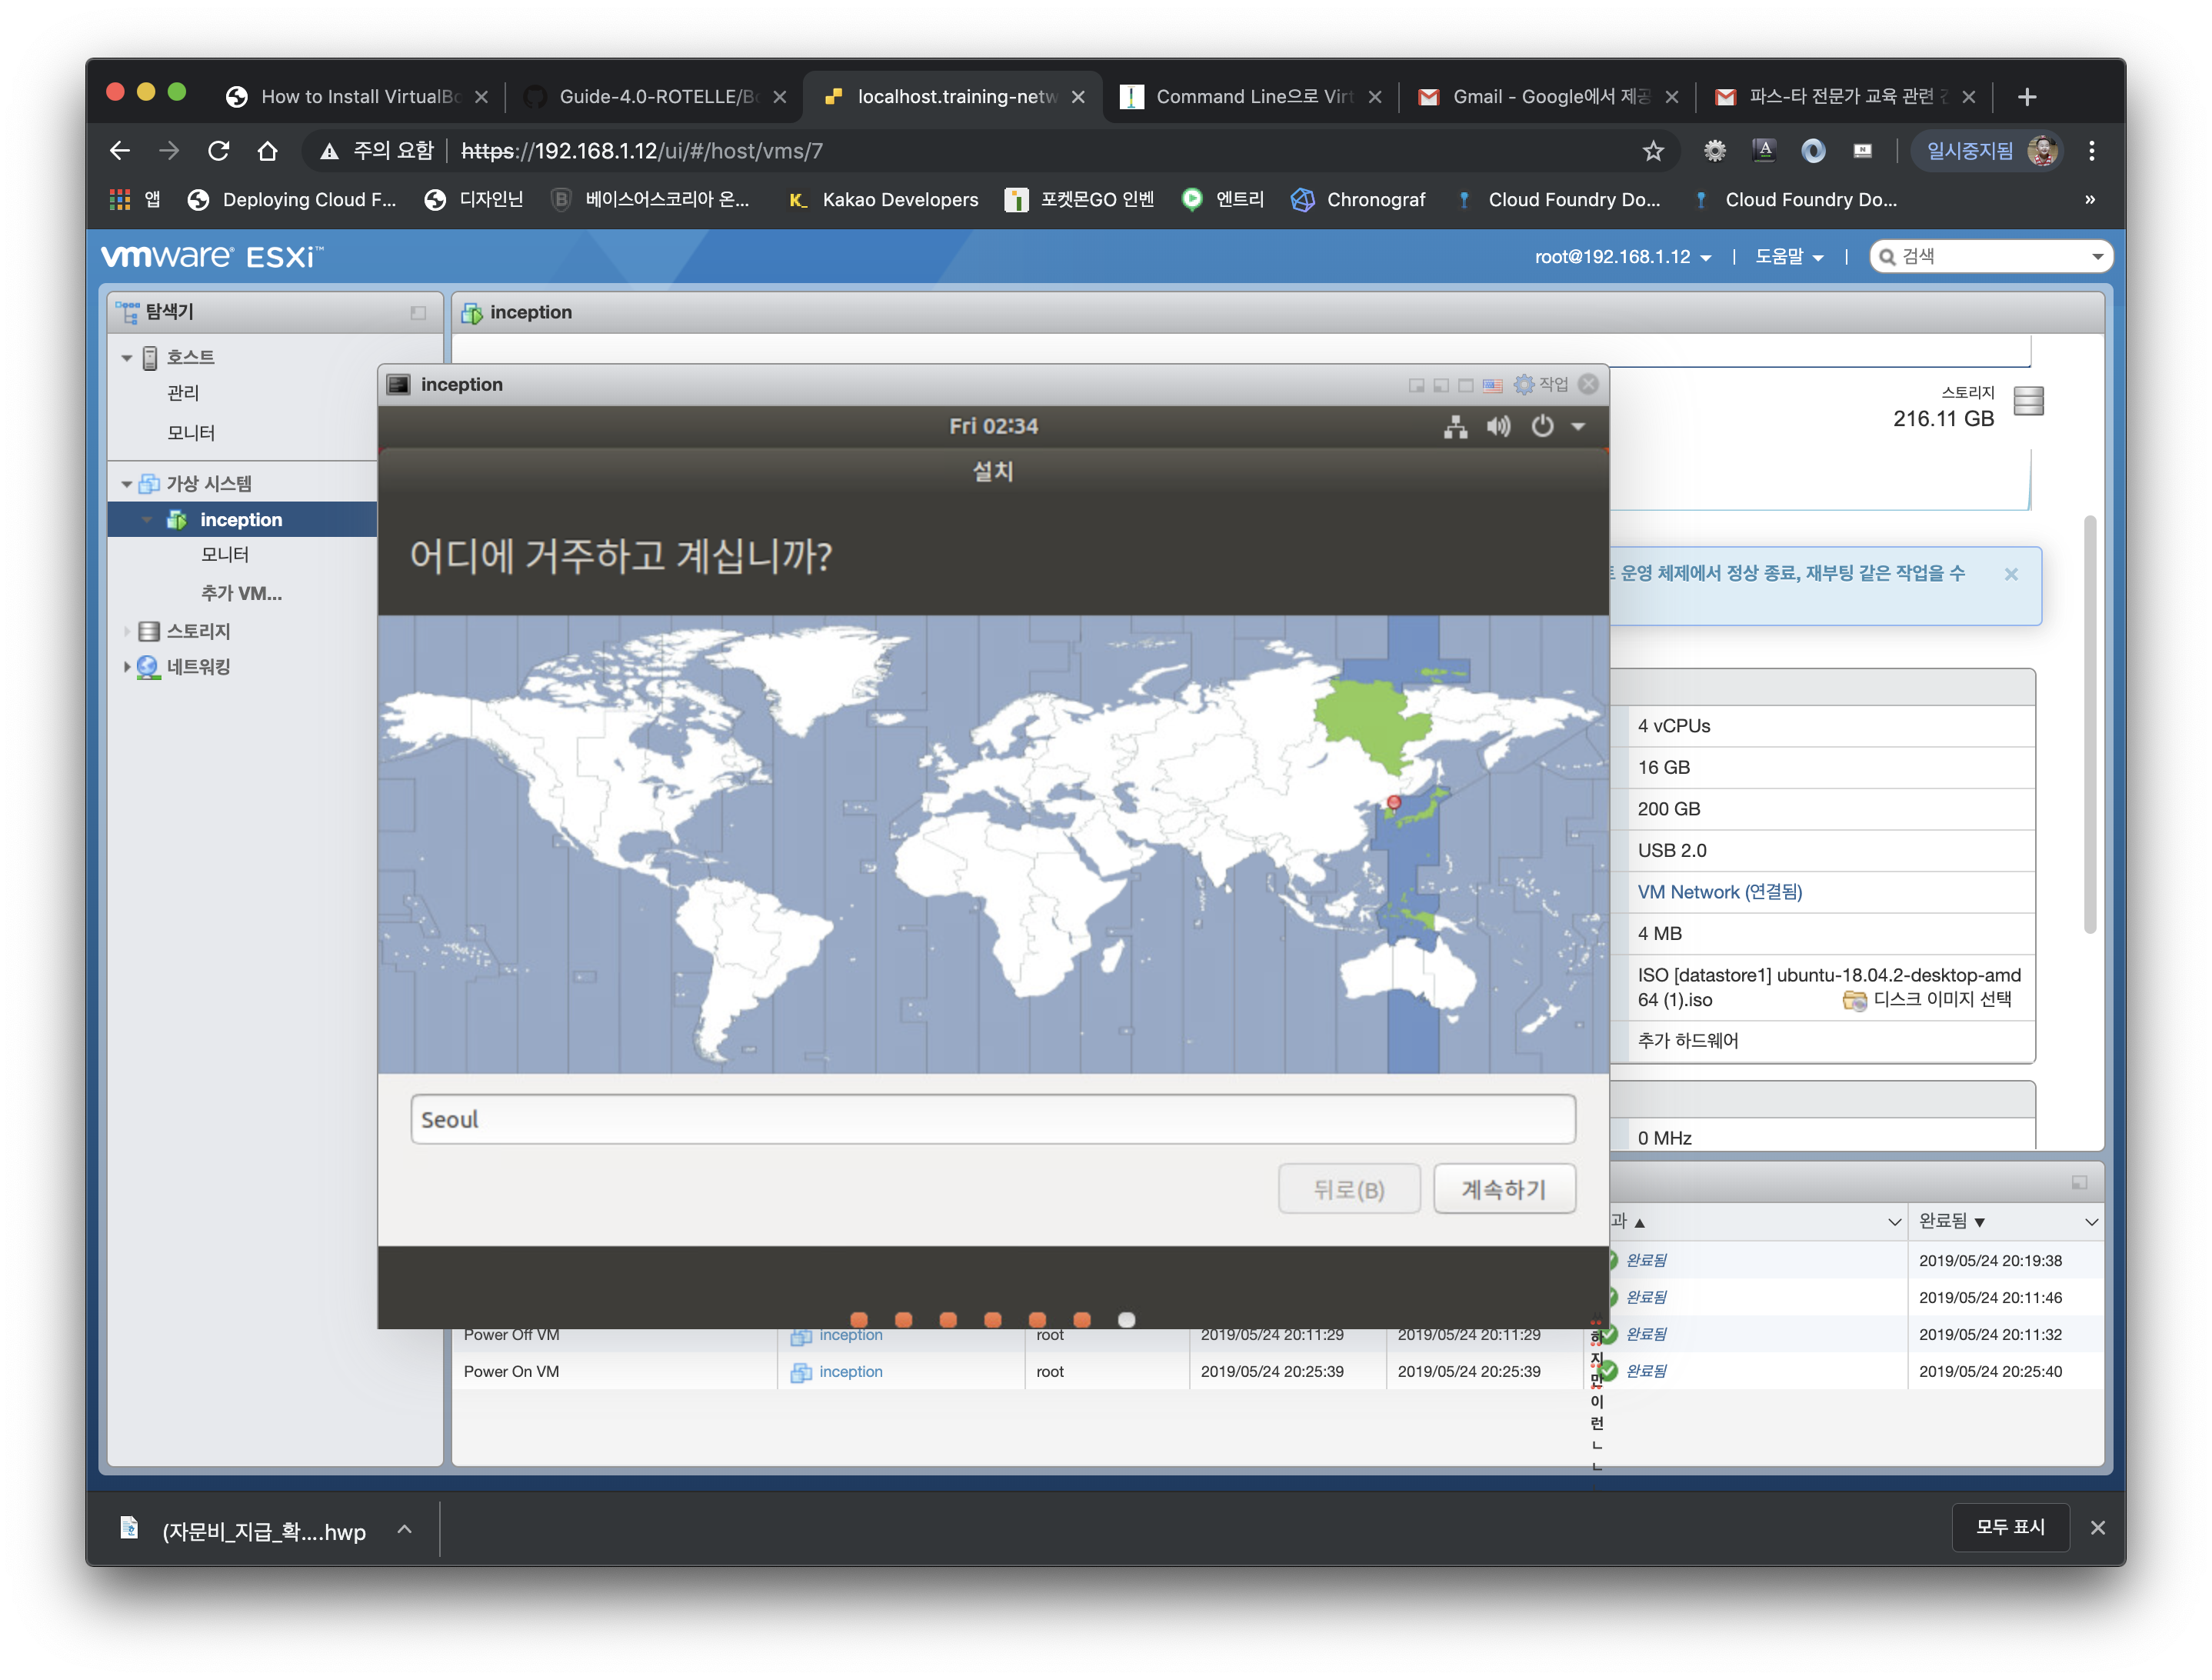 How to Install VirtualBo
Guide-4.0-ROTELLE/Bo
localhost.training-netw
Command Line으로 Virt
Gmail - Google에서 제공
파스-타 전문가 교육 관련
주의 요함
https://192.168.1.12/ui/#/host/vms/7
일시중지됨
앱
Deploying Cloud F...
디자인닌
베이스어스코리아 온...
Kakao Developers
포켓몬GO 인벤
엔트리
Chronograf
Cloud Foundry Do...
Cloud Foundry Do...
»
vmware® ESXi™
root@192.168.1.12
도움말
검색
탐색기
inception
호스트
관리
모니터
가상 시스템
inception
모니터
추가 VM...
스토리지
네트워킹
inception
작업
Fri 02:34
설치
어디에 거주하고 계십니까?
Seoul
뒤로(B)
계속하기
스토리지
216.11 GB
트 운영 체제에서 정상 종료, 재부팅 같은 작업을 수
4 vCPUs
16 GB
200 GB
USB 2.0
VM Network (연결됨)
4 MB
ISO [datastore1] ubuntu-18.04.2-desktop-amd
64 (1).iso
디스크 이미지 선택
추가 하드웨어
0 MHz
과 ▲
완료됨 ▼
완료됨
2019/05/24 20:19:38
완료됨
2019/05/24 20:11:46
Power Off VM
inception
root
2019/05/24 20:11:29
2019/05/24 20:11:29
완료됨
2019/05/24 20:11:32
Power On VM
inception
root
2019/05/24 20:25:39
2019/05/24 20:25:39
완료됨
2019/05/24 20:25:40
하
지
만
이
런
ㄴ
ㄴ
(자문비_지급_확....hwp
모두 표시